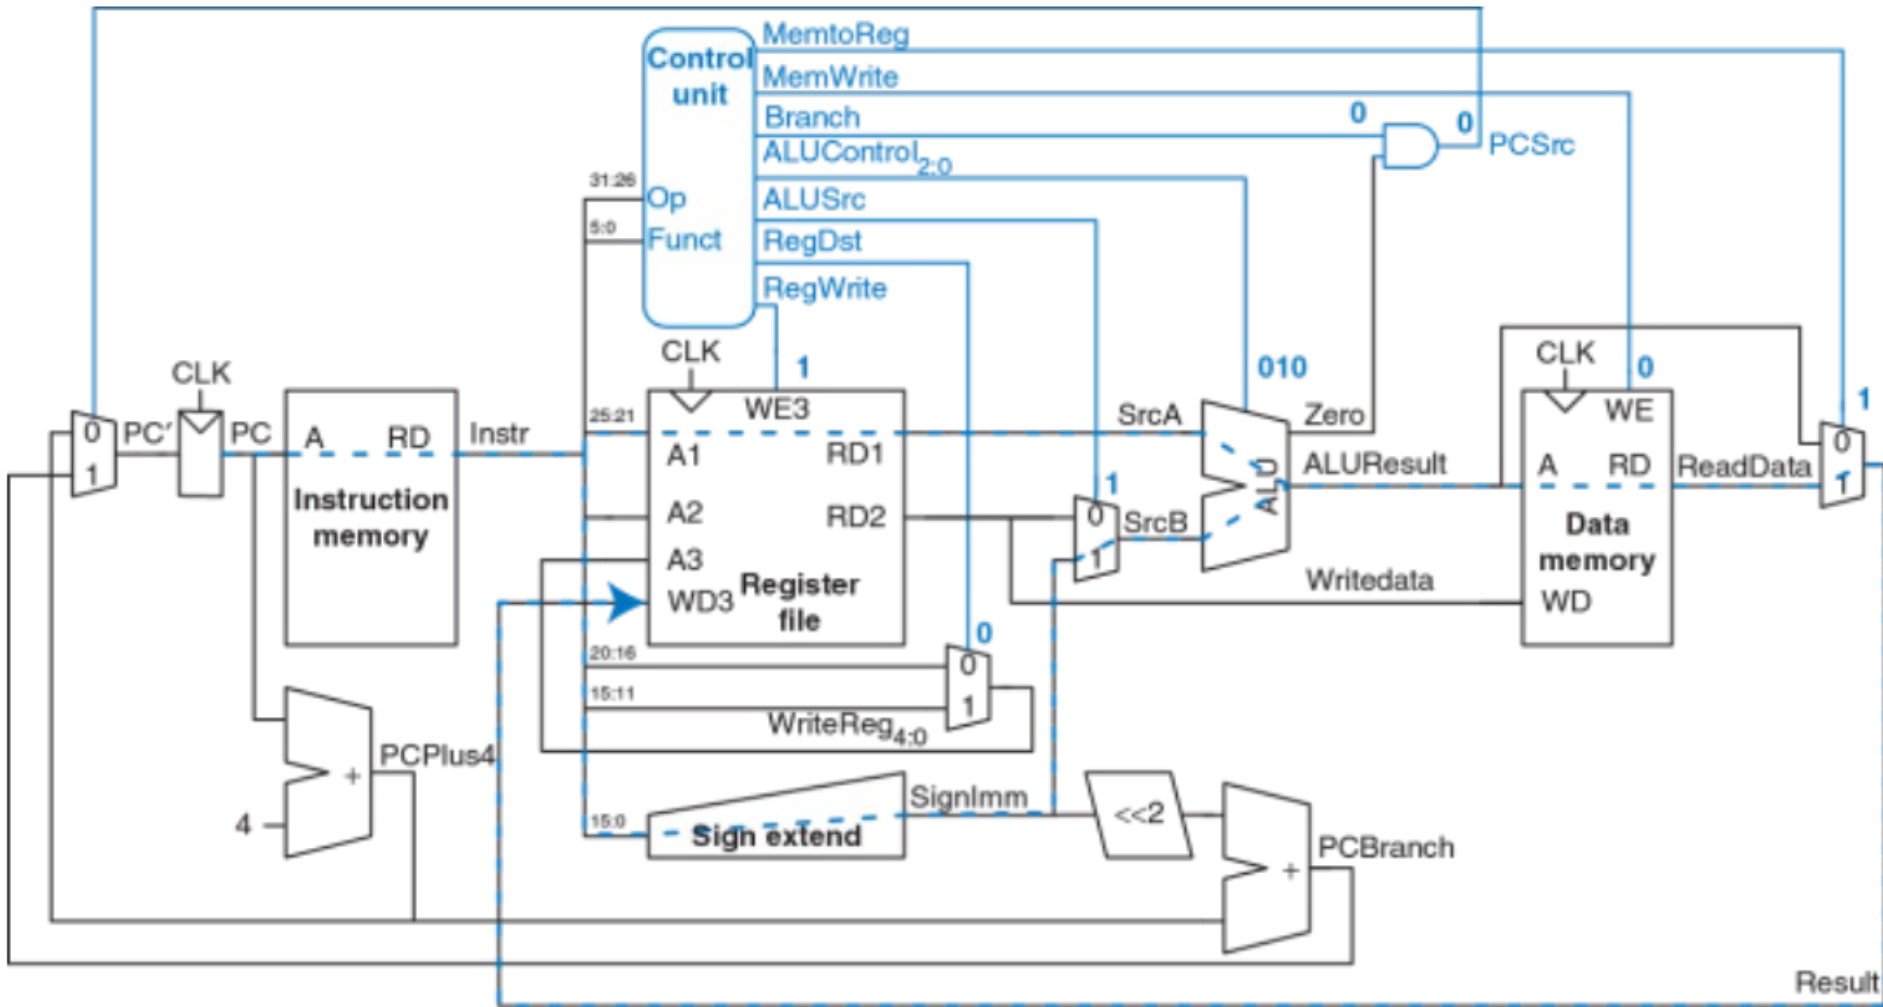 MemtoReg
Control
unit
MemWrite
Branch
0
0
PCSrc
ALUControl2:0
31:26
Op
ALUSrc
5:0
Funct
RegDst
RegWrite
CLK
1
010
CLK
0
1
CLK
25:21
WE3
SrcA
Zero
WE
0
1
PC'
PC
A
RD
Instr
A1
RD1
ALU
ALUResult
A
RD
ReadData
0
1
Instruction
memory
A2
RD2
1
0
1
SrcB
Data
memory
A3
WD3
Register
file
Writedata
WD
20:16
0
0
1
15:11
WriteReg4:0
PCPlus4
+
4
15:0
Sign extend
SignImm
<<2
+
PCBranch
Result